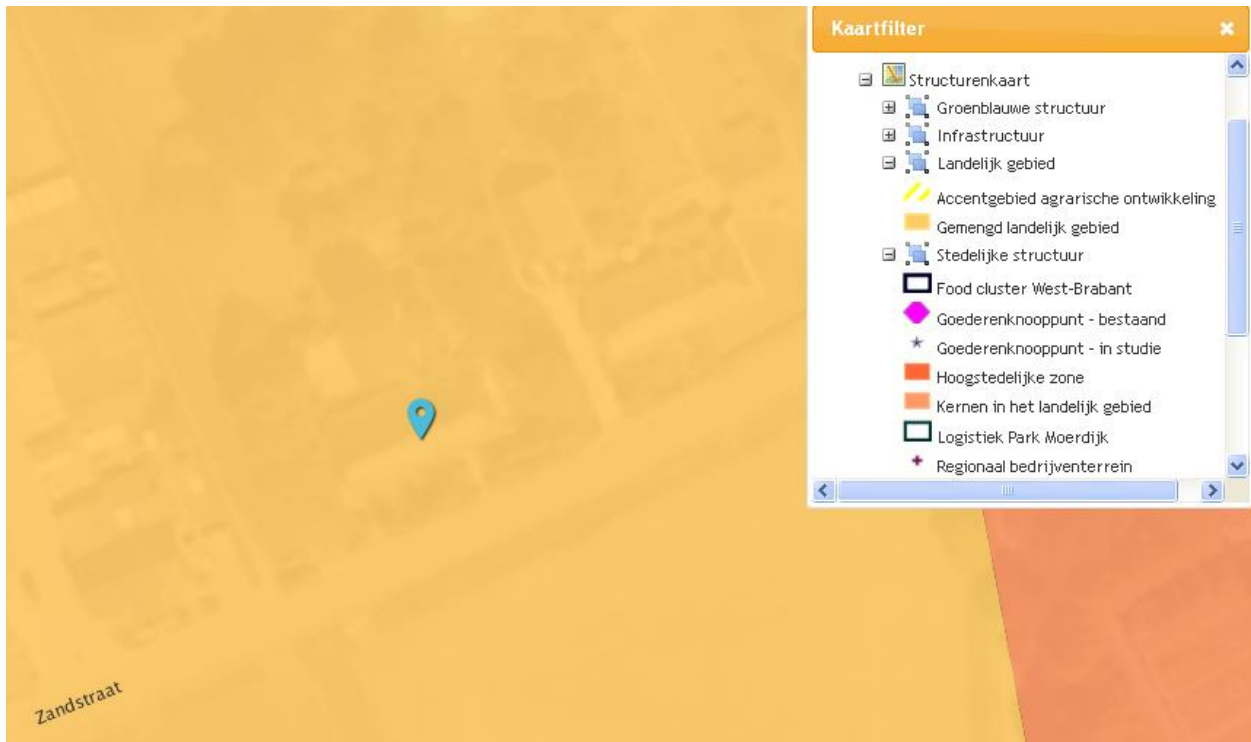 Kaartfilter
Structurenkaart
Groenblauwe structuur
Infrastructuur
Landelijk gebied
Accentgebied agrarische ontwikkeling
Gemengd landelijk gebied
Stedelijke structuur
Food cluster West-Brabant
Goederenknooppunt - bestaand
Goederenknooppunt - in studie
Hoogstedelijke zone
Kernen in het landelijk gebied
Logistiek Park Moerdijk
Regionaal bedrijventerrein
Zandstraat